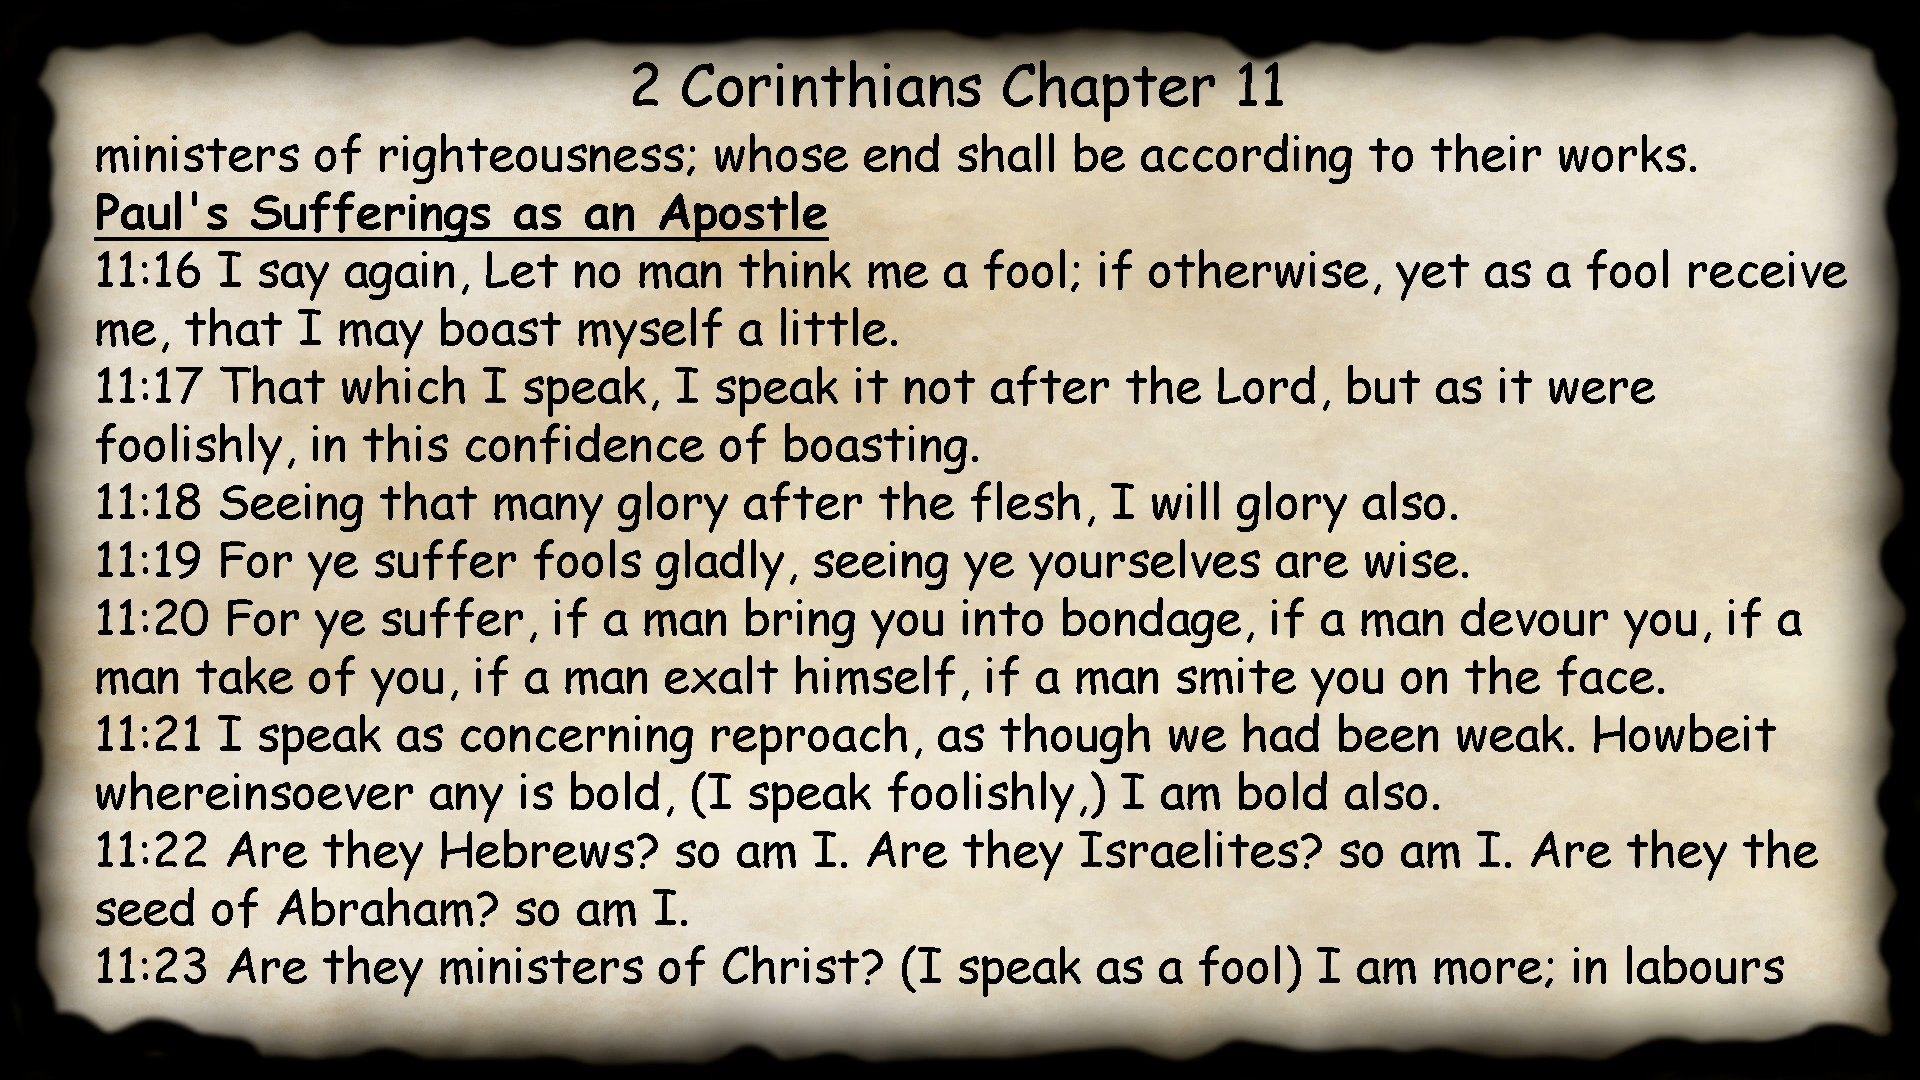 2 Corinthians Chapter 11
ministers of righteousness; whose end shall be according to their works.
Paul's Sufferings as an Apostle
11:16 I say again, Let no man think me a fool; if otherwise, yet as a fool receive
me, that I may boast myself a little.
11:17 That which I speak, I speak it not after the Lord, but as it were
foolishly, in this confidence of boasting.
11:18 Seeing that many glory after the flesh, I will glory also.
11:19 For ye suffer fools gladly, seeing ye yourselves are wise.
11:20 For ye suffer, if a man bring you into bondage, if a man devour you, if a
man take of you, if a man exalt himself, if a man smite you on the face.
11:21 I speak as concerning reproach, as though we had been weak. Howbeit
whereinsoever any is bold, (I speak foolishly,) I am bold also.
11:22 Are they Hebrews? so am I. Are they Israelites? so am I. Are they the
seed of Abraham? so am I.
11:23 Are they ministers of Christ? (I speak as a fool) I am more; in labours